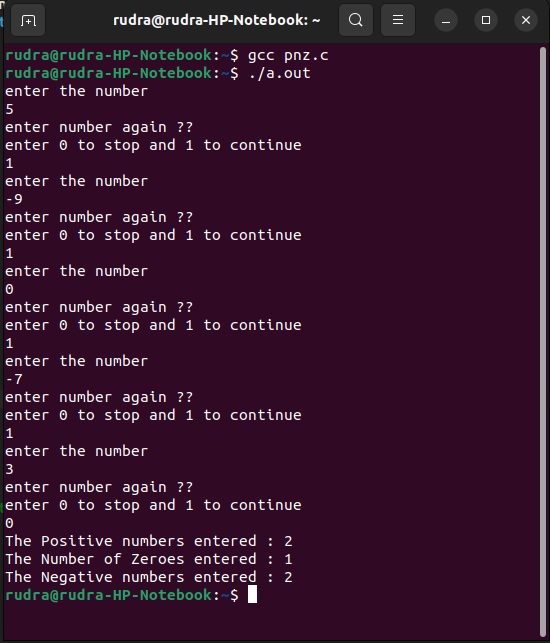 rudra@rudra-HP-Notebook: ~
rudra@rudra-HP-Notebook:~$ gcc pnz.c
rudra@rudra-HP-Notebook:~$ ./a.out
enter the number
5
enter number again ??
enter 0 to stop and 1 to continue
1
enter the number
-9
enter number again ??
enter 0 to stop and 1 to continue
1
enter the number
0
enter number again ??
enter 0 to stop and 1 to continue
1
enter the number
-7
enter number again ??
enter 0 to stop and 1 to continue
1
enter the number
3
enter number again ??
enter 0 to stop and 1 to continue
0
The Positive numbers entered : 2
The Number of Zeroes entered : 1
The Negative numbers entered : 2
rudra@rudra-HP-Notebook:~$